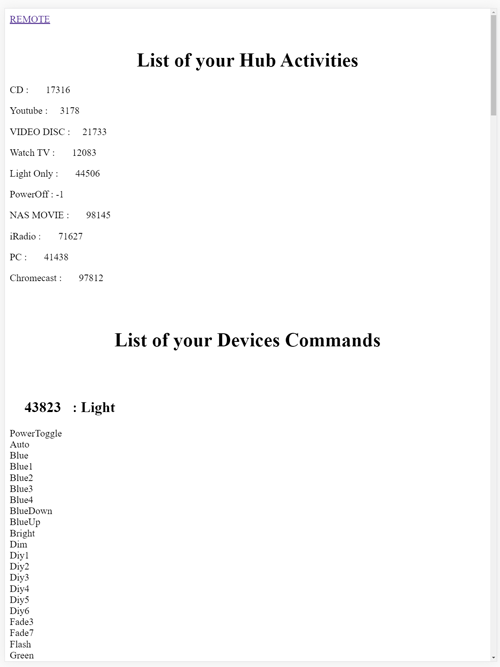 REMOTE
List of your Hub Activities
CD : 17316
Youtube : 3178
VIDEO DISC : 21733
Watch TV : 12083
Light Only : 44506
PowerOff : -1
NAS MOVIE : 98145
iRadio : 71627
PC : 41438
Chromecast : 97812
List of your Devices Commands
43823 : Light
PowerToggle
Auto
Blue
Blue1
Blue2
Blue3
Blue4
BlueDown
BlueUp
Bright
Dim
Diy1
Diy2
Diy3
Diy4
Diy5
Diy6
Fade3
Fade7
Flash
Green